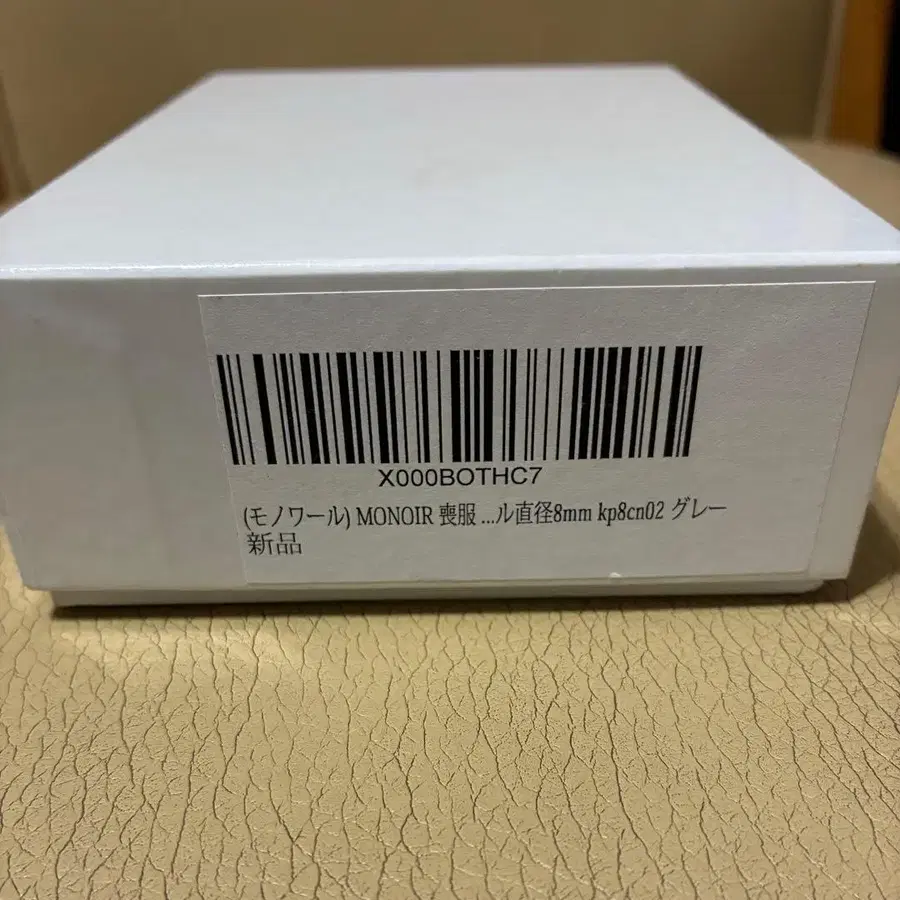 X000BOTHC7
(モノワール) MONOIR 喪服 ...ル直径8mm kp8cn02 グレー
新品